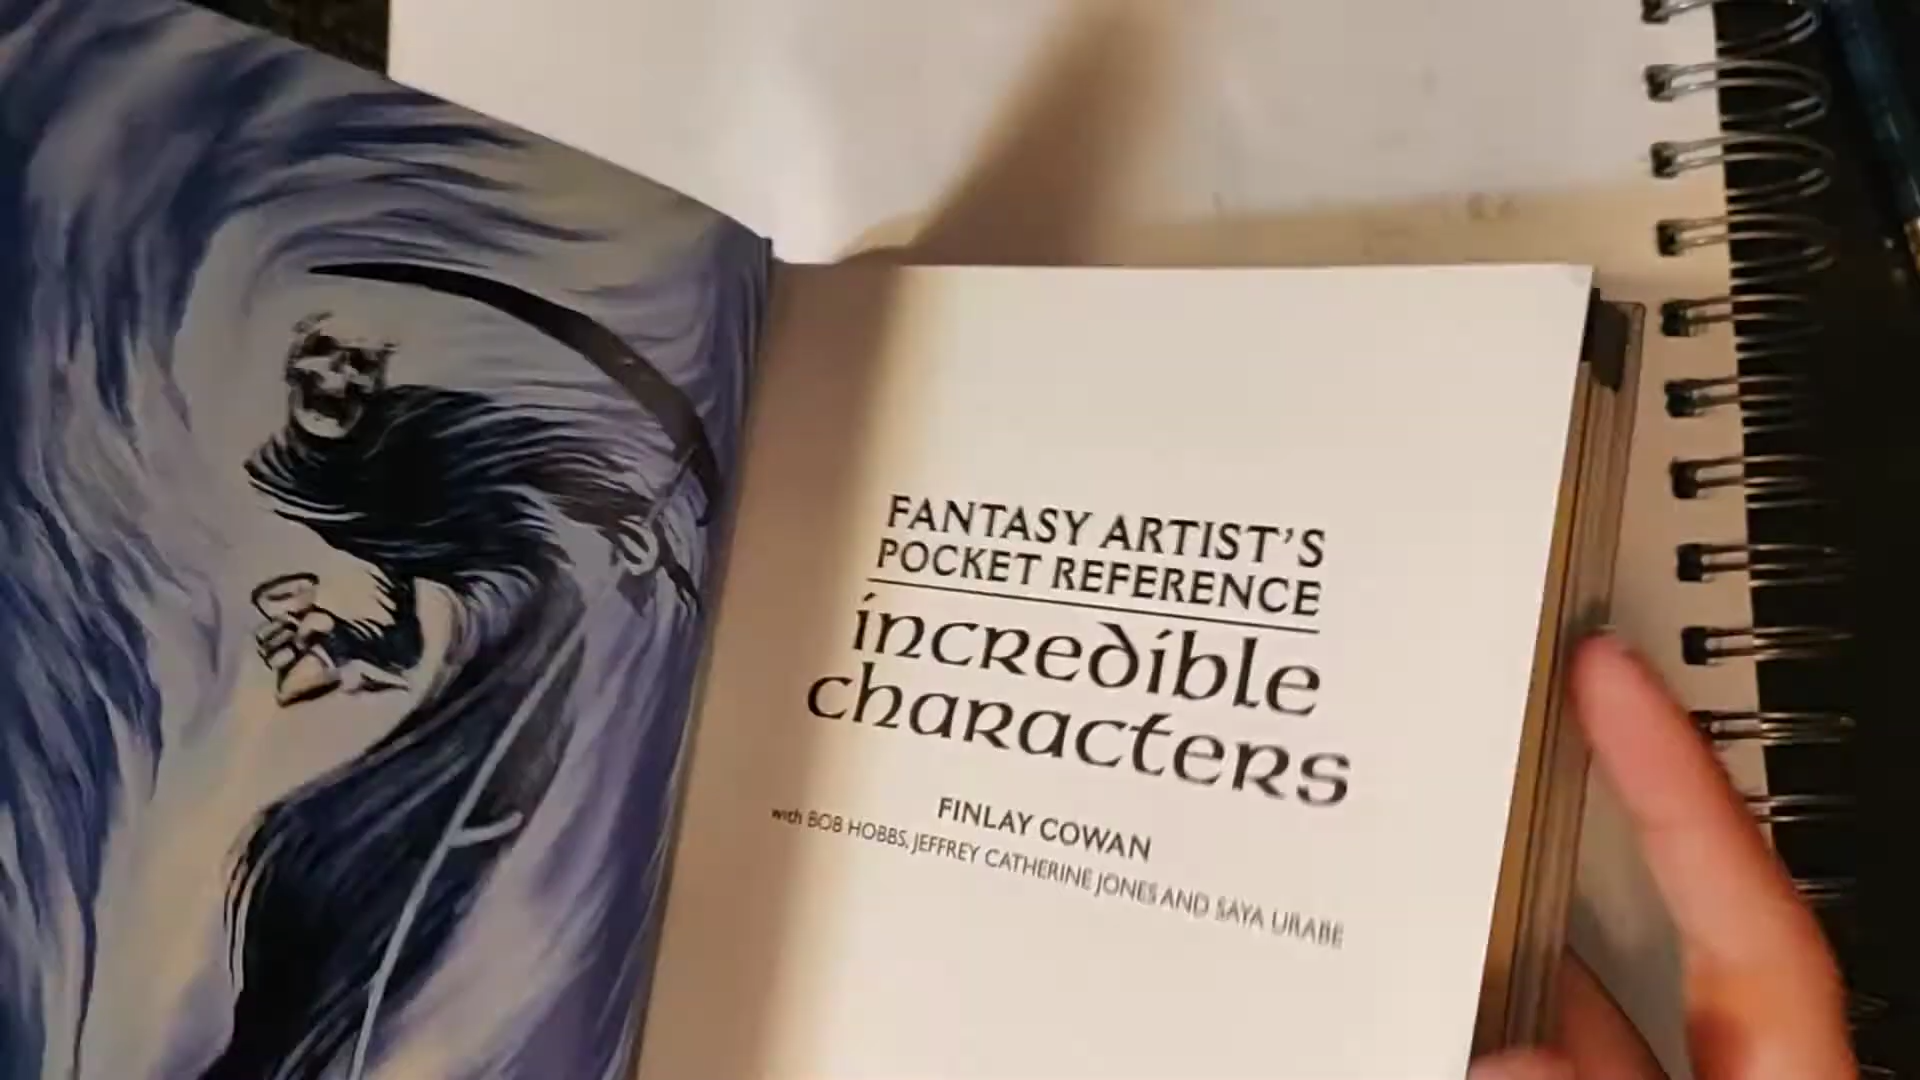 FANTASY ARTIST'S
POCKET REFERENCE
incredible
characters
FINLAY COWAN
with BOB HOBBS, JEFFREY CATHERINE JONES AND SAYA URABE